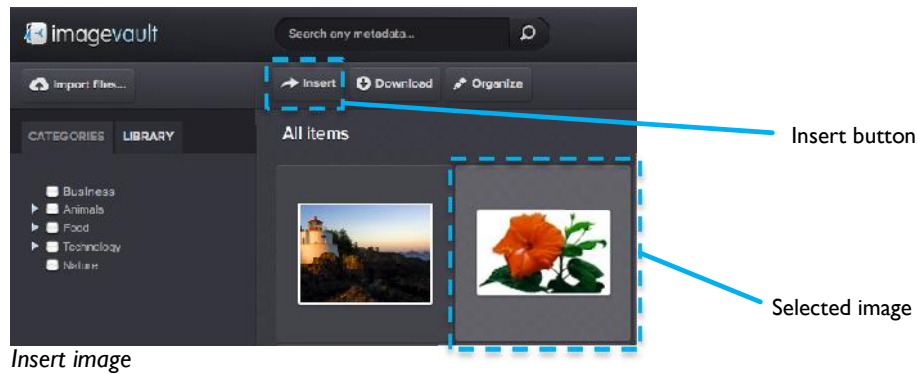 imagevault
Search any metadata...
Import files...
Insert
Download
Organize
Insert button
CATEGORIES
LIBRARY
All items
Business
Animals
Food
Technology
Nature
Selected image
Insert image